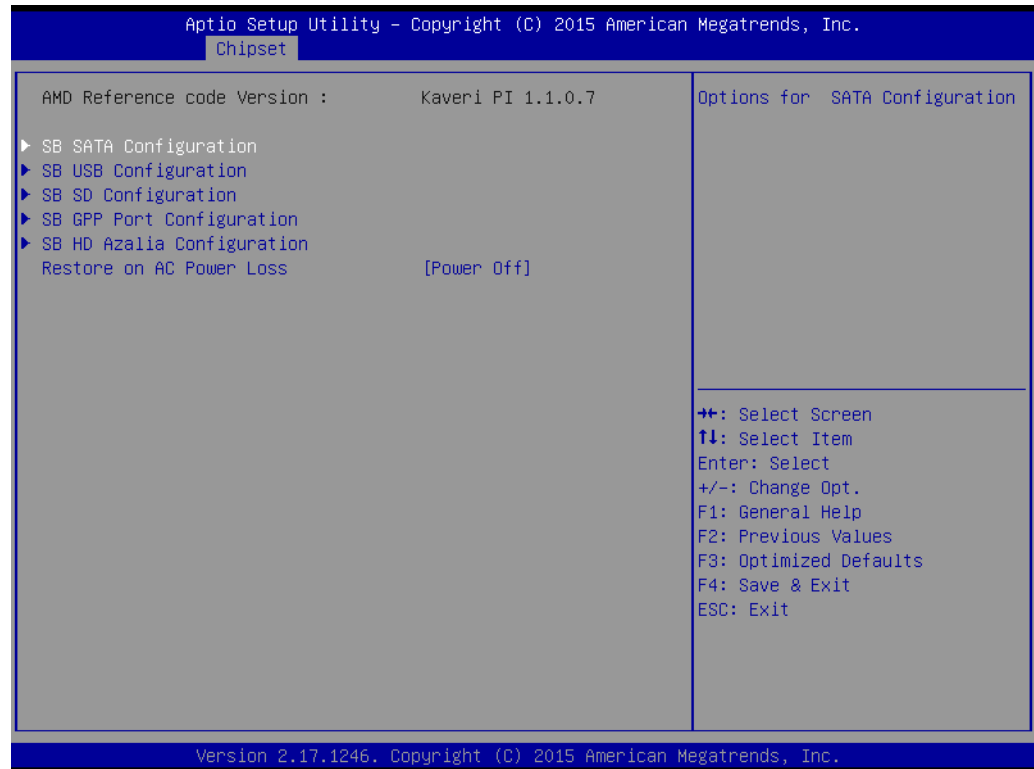 Aptio Setup Utility – Copyright (C) 2015 American Megatrends, Inc.
Chipset
AMD Reference code Version : Kaveri PI 1.1.0.7
SB SATA Configuration
SB USB Configuration
SB SD Configuration
SB GPP Port Configuration
SB HD Azalia Configuration
Restore on AC Power Loss [Power Off]
Options for SATA Configuration
→←: Select Screen
↑↓: Select Item
Enter: Select
+/-: Change Opt.
F1: General Help
F2: Previous Values
F3: Optimized Defaults
F4: Save & Exit
ESC: Exit
Version 2.17.1246. Copyright (C) 2015 American Megatrends, Inc.